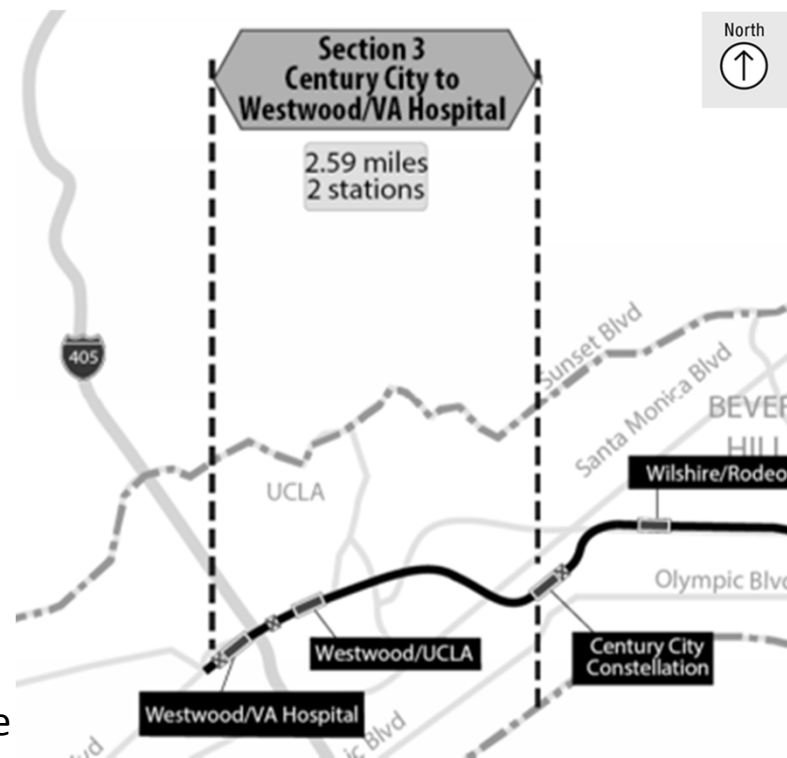 North
Section 3
Century City to
Westwood/VA Hospital
2.59 miles
2 stations
Sunset Blvd
405
Santa Monica Blvd
UCLA
Wilshire/Rodeo
Olympic
Westwood/UCLA
Century City
Constellation
Westwood/VA Hospital